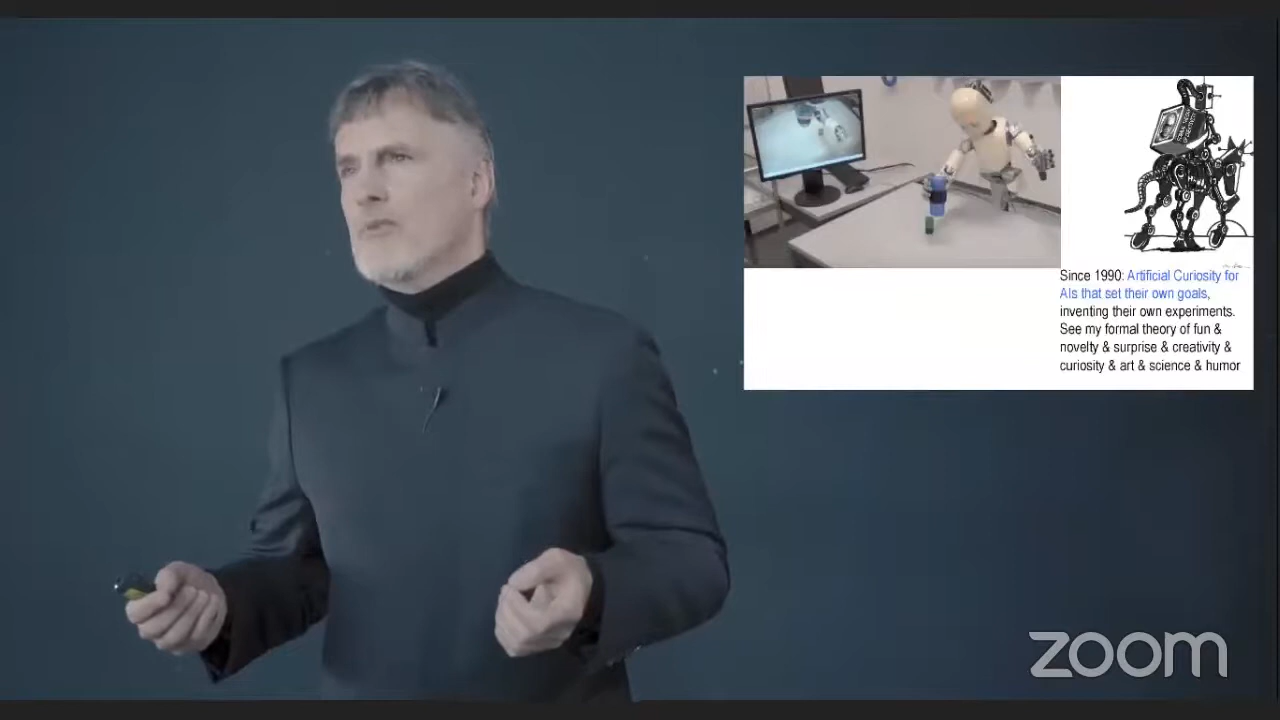 Since 1990: Artificial Curiosity for
AIs that set their own goals,
inventing their own experiments.
See my formal theory of fun &
novelty & surprise & creativity &
curiosity & art & science & humor
zoom